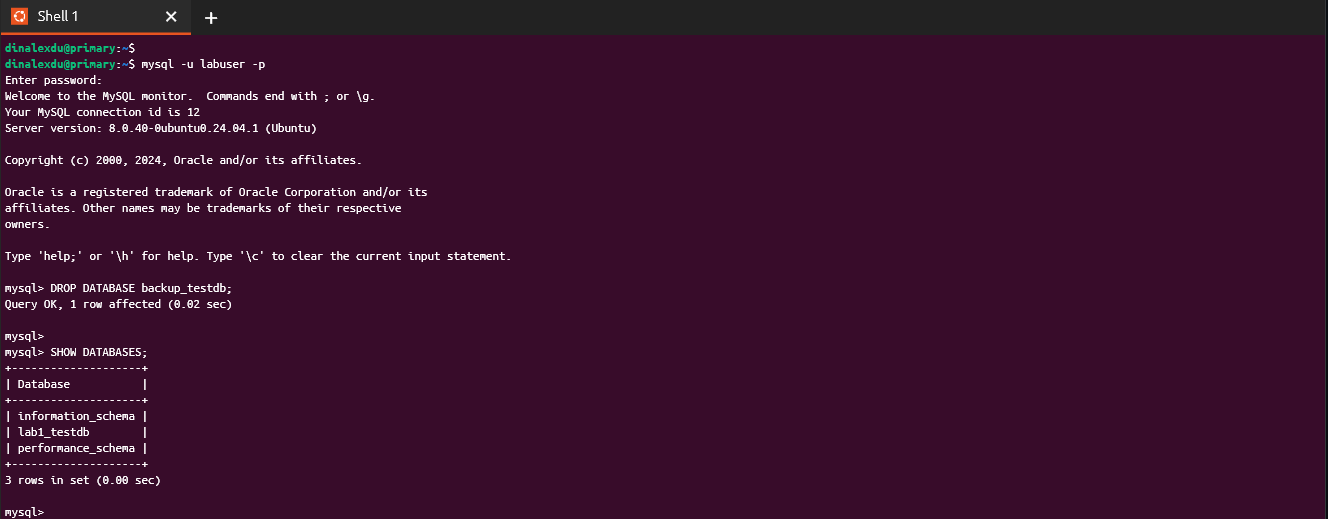 Shell 1
dinalexdu@primary:~$
dinalexdu@primary:~$ mysql -u labuser -p
Enter password:
Welcome to the MySQL monitor.  Commands end with ; or \g.
Your MySQL connection id is 12
Server version: 8.0.40-0ubuntu0.24.04.1 (Ubuntu)
Copyright (c) 2000, 2024, Oracle and/or its affiliates.
Oracle is a registered trademark of Oracle Corporation and/or its
affiliates. Other names may be trademarks of their respective
owners.
Type 'help;' or '\h' for help. Type '\c' to clear the current input statement.
mysql> DROP DATABASE backup_testdb;
Query OK, 1 row affected (0.02 sec)
mysql>
mysql> SHOW DATABASES;
+--------------------+
| Database           |
+--------------------+
| information_schema |
| lab1_testdb        |
| performance_schema |
+--------------------+
3 rows in set (0.00 sec)
mysql>